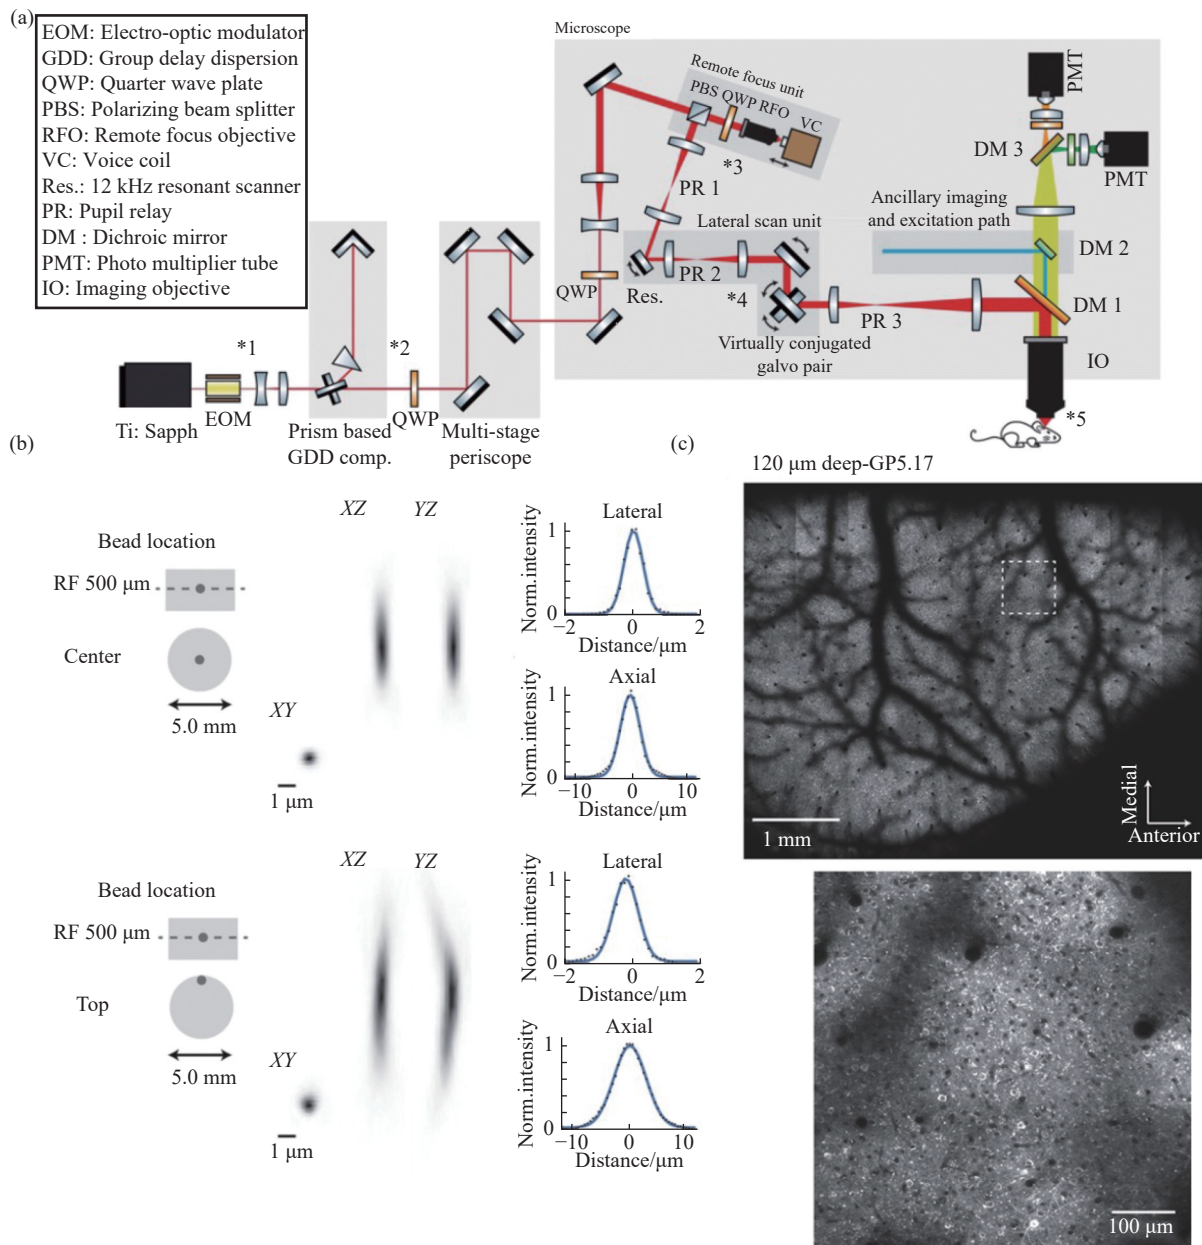 (a)
EOM: Electro-optic modulator
GDD: Group delay dispersion
QWP: Quarter wave plate
PBS: Polarizing beam splitter
RFO: Remote focus objective
VC: Voice coil
Res.: 12 kHz resonant scanner
PR: Pupil relay
DM : Dichroic mirror
PMT: Photo multiplier tube
IO: Imaging objective
Microscope
Remote focus unit
PBS QWP RFO VC
*3
PR 1
PMT
DM 3
PMT
Ancillary imaging
and excitation path
DM 2
Lateral scan unit
QWP
Res.
PR 2
*4
PR 3
DM 1
Virtually conjugated
galvo pair
IO
*5
*1
*2
Ti: Sapph
EOM
Prism based
GDD comp.
QWP
Multi-stage
periscope
(b)
Bead location
RF 500 μm
Center
5.0 mm
XY
1 μm
XZ
YZ
Lateral
Norm.intensity
1
0
−2
0
2
Distance/μm
Axial
Norm.intensity
1
0
−10
0
10
Distance/μm
Bead location
RF 500 μm
Top
5.0 mm
XY
1 μm
XZ
YZ
Lateral
Norm.intensity
1
0
−2
0
2
Distance/μm
Axial
Norm.intensity
1
0
−10
0
10
Distance/μm
(c)
120 μm deep-GP5.17
1 mm
Medial
Anterior
100 μm